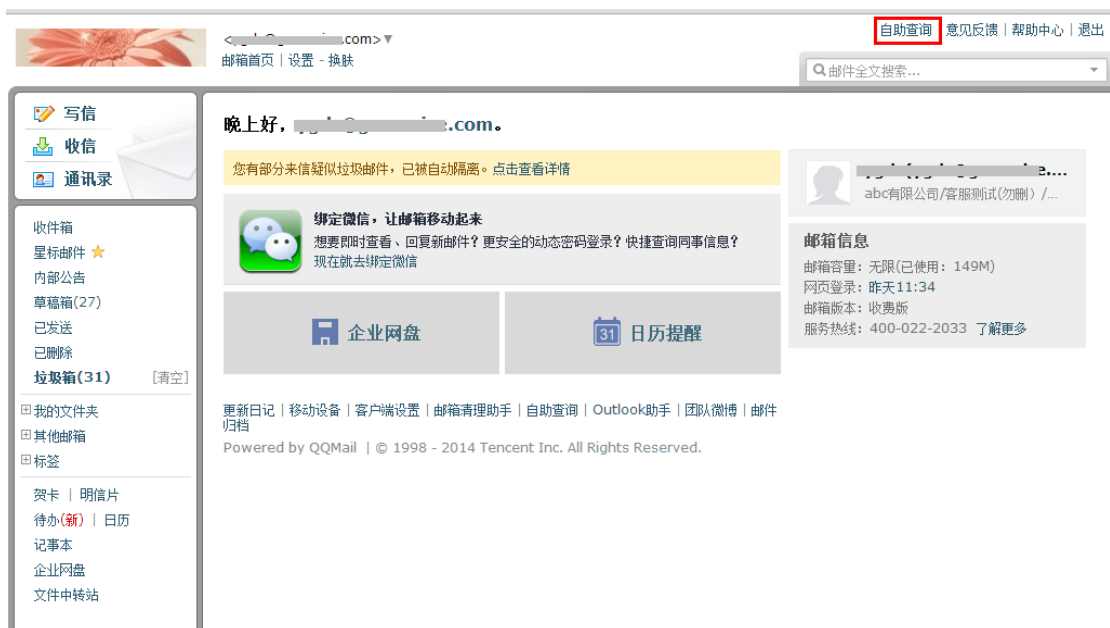 .com>▼
自助查询 意见反馈 | 帮助中心 | 退出
邮箱首页 | 设置 - 换肤
邮件全文搜索...
写信
收信
通讯录
收件箱
星标邮件
内部公告
草稿箱(27)
已发送
已删除
垃圾箱(31) [清空]
我的文件夹
其他邮箱
标签
贺卡 | 明信片
待办(新) | 日历
记事本
企业网盘
文件中转站
晚上好，.com。
您有部分来信疑似垃圾邮件，已被自动隔离。点击查看详情
绑定微信，让邮箱移动起来
想要即时查看、回复新邮件？更安全的动态密码登录？快捷查询同事信息？
现在就去绑定微信
企业网盘
31 日历提醒
更新日记 | 移动设备 | 客户端设置 | 邮箱清理助手 | 自助查询 | Outlook助手 | 团队微博 | 邮件
归档
Powered by QQMail | © 1998 - 2014 Tencent Inc. All Rights Reserved.
abc有限公司/客服测试(勿删) /...
邮箱信息
邮箱容量：无限(已使用：149M)
网页登录：昨天11:34
邮箱版本：收费版
服务热线：400-022-2033 了解更多